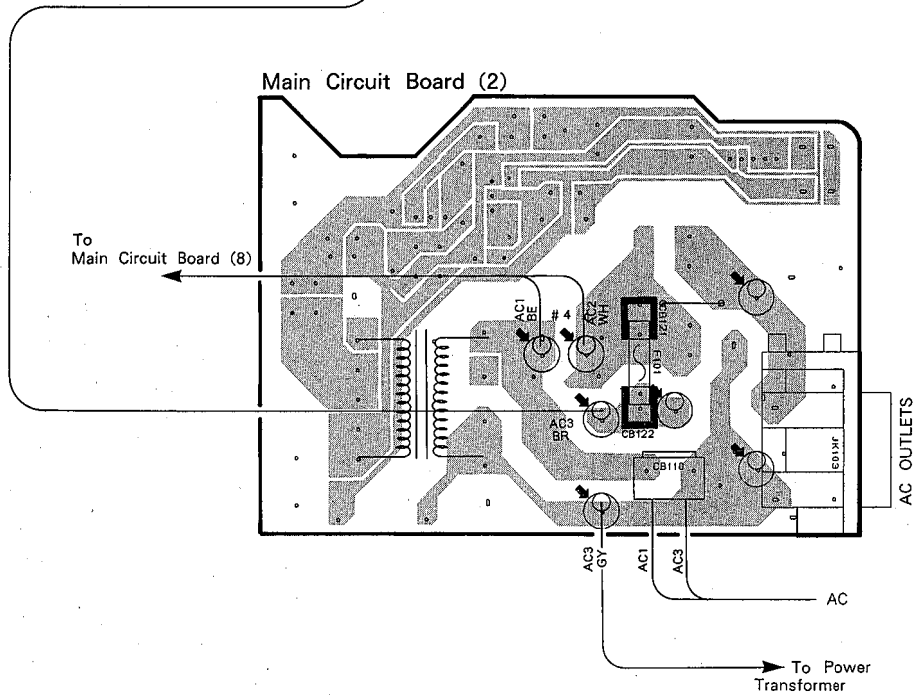 Main Circuit Board (2)
To
Main Circuit Board (8)
AC1
BE
# 4
AC2
WH
CB121
F101
AC3
BR
CB122
CB110
JK103
AC OUTLETS
AC3
GY
AC1
AC3
AC
To Power
Transformer